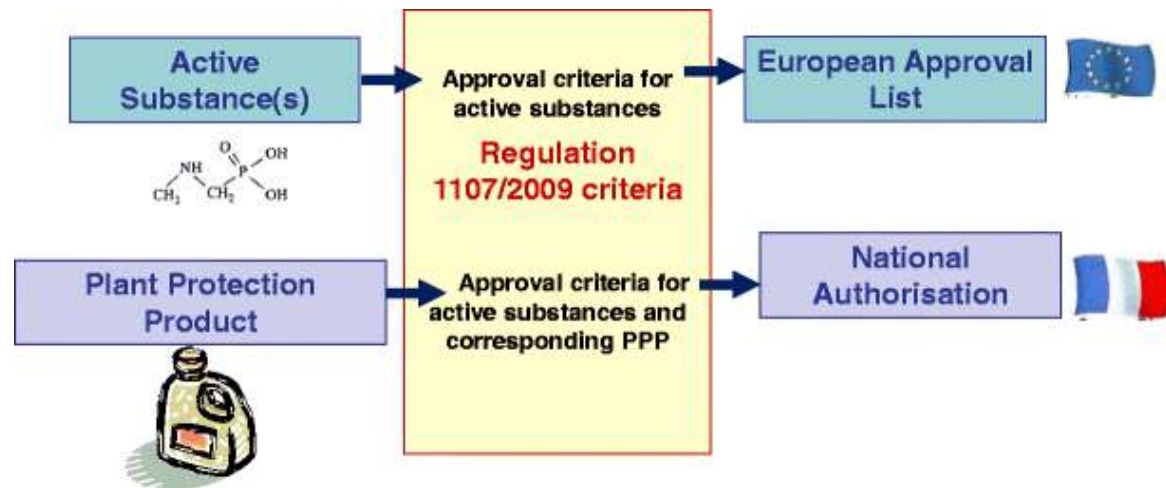 Active
Substance(s)
Approval criteria for
active substances
European Approval
List
Regulation
1107/2009 criteria
O
OH
NH
P
CH3
CH2
OH
Plant Protection
Product
Approval criteria for
active substances and
corresponding PPP
National
Authorisation